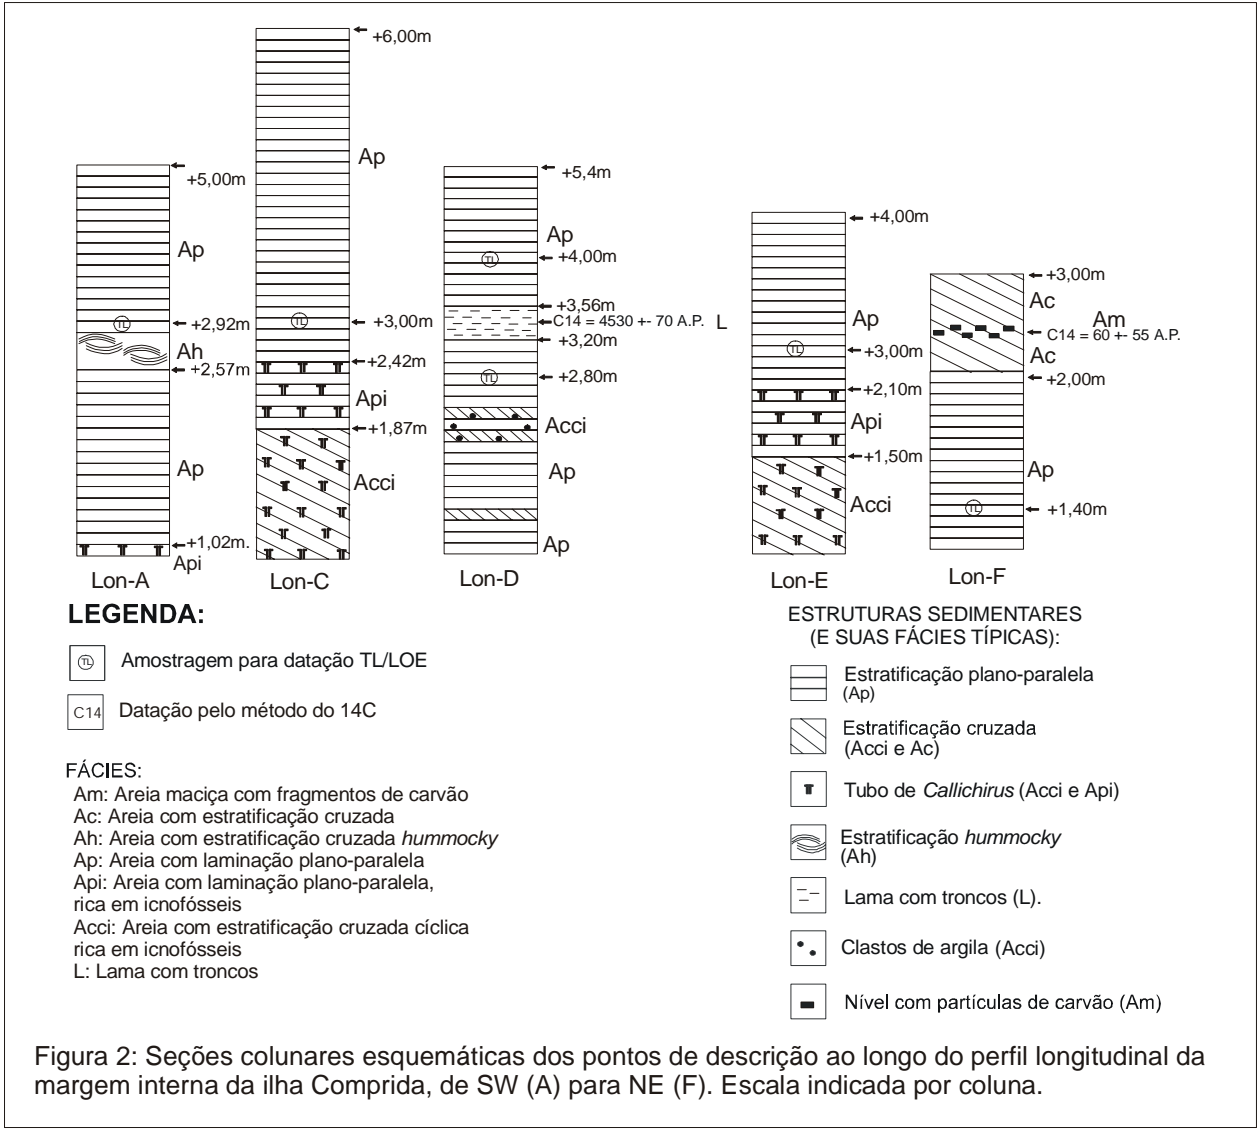 +6,00m
Ap
+5,00m
Ap
TL
+2,92m
Ah
+2,57m
Ap
+1,02m.
Api
Lon-A
TL
+3,00m
+2,42m
Api
+1,87m
Acci
Lon-C
+5,4m
Ap
TL
+4,00m
+3,56m
C14 = 4530 +- 70 A.P. L
+3,20m
TL
+2,80m
Acci
Ap
Ap
Lon-D
+4,00m
Ap
TL
+3,00m
+2,10m
Api
+1,50m
Acci
Lon-E
+3,00m
Ac
Am
C14 = 60 +- 55 A.P.
Ac
+2,00m
Ap
TL
+1,40m
Lon-F
LEGENDA:
TL Amostragem para datação TL/LOE
C14 Datação pelo método do 14C
FÁCIES:
Am: Areia maciça com fragmentos de carvão
Ac: Areia com estratificação cruzada
Ah: Areia com estratificação cruzada hummocky
Ap: Areia com laminação plano-paralela
Api: Areia com laminação plano-paralela,
rica em icnofósseis
Acci: Areia com estratificação cruzada cíclica
rica em icnofósseis
L: Lama com troncos
ESTRUTURAS SEDIMENTARES
(E SUAS FÁCIES TÍPICAS):
Estratificação plano-paralela
(Ap)
Estratificação cruzada
(Acci e Ac)
Tubo de Callichirus (Acci e Api)
Estratificação hummocky
(Ah)
Lama com troncos (L).
Clastos de argila (Acci)
Nível com partículas de carvão (Am)
Figura 2: Seções colunares esquemáticas dos pontos de descrição ao longo do perfil longitudinal da
margem interna da ilha Comprida, de SW (A) para NE (F). Escala indicada por coluna.